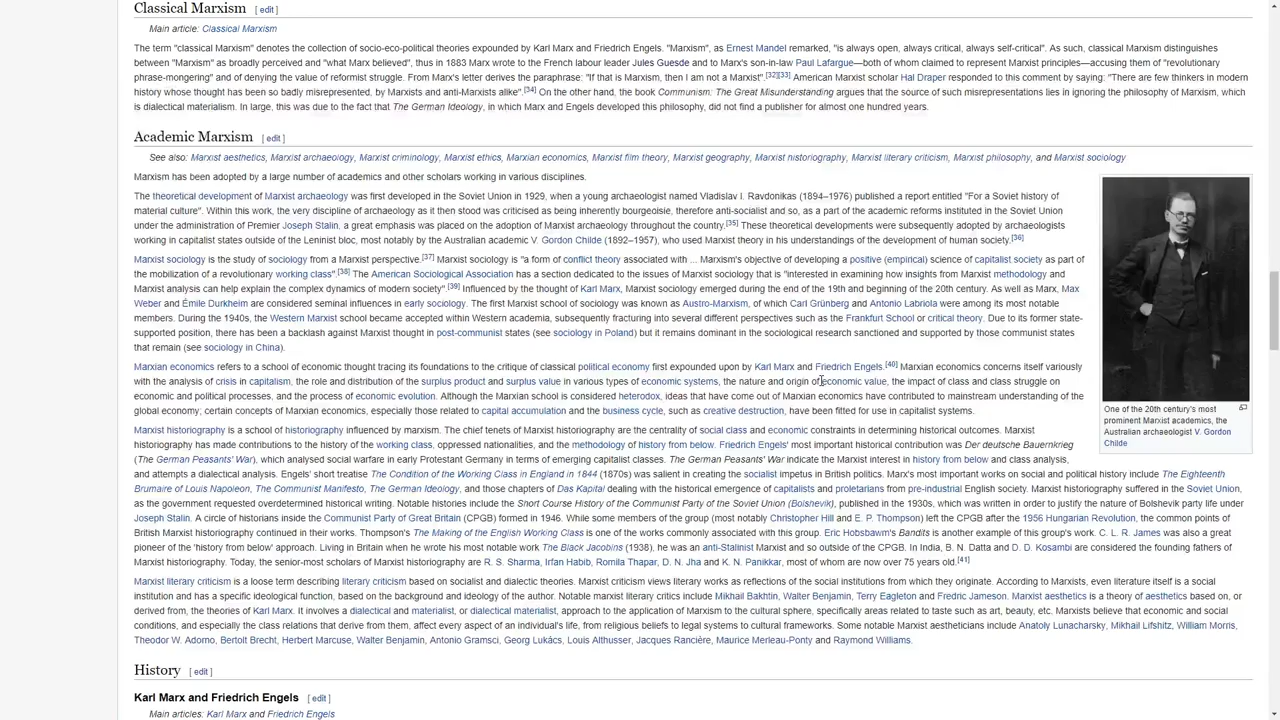 Classical Marxism [ edit ]
Main article: Classical Marxism
The term "classical Marxism" denotes the collection of socio-eco-political theories expounded by Karl Marx and Friedrich Engels. "Marxism", as Ernest Mandel remarked, "is always open, always critical, always self-critical". As such, classical Marxism distinguishes
between "Marxism" as broadly perceived and "what Marx believed", thus in 1883 Marx wrote to the French labour leader Jules Guesde and to Marx's son-in-law Paul Lafargue—both of whom claimed to represent Marxist principles—accusing them of "revolutionary
phrase-mongering" and of denying the value of reformist struggle. From Marx's letter derives the paraphrase: "If that is Marxism, then I am not a Marxist".[32][33] American Marxist scholar Hal Draper responded to this comment by saying: "There are few thinkers in modern
history whose thought has been so badly misrepresented, by Marxists and anti-Marxists alike".[34] On the other hand, the book Communism: The Great Misunderstanding argues that the source of such misrepresentations lies in ignoring the philosophy of Marxism, which
is dialectical materialism. In large, this was due to the fact that The German Ideology, in which Marx and Engels developed this philosophy, did not find a publisher for almost one hundred years.
Academic Marxism [ edit ]
See also: Marxist aesthetics, Marxist archaeology, Marxist criminology, Marxist ethics, Marxian economics, Marxist film theory, Marxist geography, Marxist historiography, Marxist literary criticism, Marxist philosophy, and Marxist sociology
Marxism has been adopted by a large number of academics and other scholars working in various disciplines.
The theoretical development of Marxist archaeology was first developed in the Soviet Union in 1929, when a young archaeologist named Vladislav I. Ravdonikas (1894–1976) published a report entitled "For a Soviet history of
material culture". Within this work, the very discipline of archaeology as it then stood was criticised as being inherently bourgeoisie, therefore anti-socialist and so, as a part of the academic reforms instituted in the Soviet Union
under the administration of Premier Joseph Stalin, a great emphasis was placed on the adoption of Marxist archaeology throughout the country.[35] These theoretical developments were subsequently adopted by archaeologists
working in capitalist states outside of the Leninist bloc, most notably by the Australian academic V. Gordon Childe (1892–1957), who used Marxist theory in his understandings of the development of human society.[36]
Marxist sociology is the study of sociology from a Marxist perspective.[37] Marxist sociology is "a form of conflict theory associated with ... Marxism's objective of developing a positive (empirical) science of capitalist society as part of
the mobilization of a revolutionary working class".[38] The American Sociological Association has a section dedicated to the issues of Marxist sociology that is "interested in examining how insights from Marxist methodology and
Marxist analysis can help explain the complex dynamics of modern society".[39] Influenced by the thought of Karl Marx, Marxist sociology emerged during the end of the 19th and beginning of the 20th century. As well as Marx, Max
Weber and Émile Durkheim are considered seminal influences in early sociology. The first Marxist school of sociology was known as Austro-Marxism, of which Carl Grünberg and Antonio Labriola were among its most notable
members. During the 1940s, the Western Marxist school became accepted within Western academia, subsequently fracturing into several different perspectives such as the Frankfurt School or critical theory. Due to its former state-
supported position, there has been a backlash against Marxist thought in post-communist states (see sociology in Poland) but it remains dominant in the sociological research sanctioned and supported by those communist states
that remain (see sociology in China).
Marxian economics refers to a school of economic thought tracing its foundations to the critique of classical political economy first expounded upon by Karl Marx and Friedrich Engels.[40] Marxian economics concerns itself variously
with the analysis of crisis in capitalism, the role and distribution of the surplus product and surplus value in various types of economic systems, the nature and origin of economic value, the impact of class and class struggle on
economic and political processes, and the process of economic evolution. Although the Marxian school is considered heterodox, ideas that have come out of Marxian economics have contributed to mainstream understanding of the
global economy; certain concepts of Marxian economics, especially those related to capital accumulation and the business cycle, such as creative destruction, have been fitted for use in capitalist systems.
One of the 20th century's most
prominent Marxist academics, the
Australian archaeologist V. Gordon
Childe
Marxist historiography is a school of historiography influenced by marxism. The chief tenets of Marxist historiography are the centrality of social class and economic constraints in determining historical outcomes. Marxist
historiography has made contributions to the history of the working class, oppressed nationalities, and the methodology of history from below. Friedrich Engels' most important historical contribution was Der deutsche Bauernkrieg
(The German Peasants' War), which analysed social warfare in early Protestant Germany in terms of emerging capitalist classes. The German Peasants' War indicate the Marxist interest in history from below and class analysis,
and attempts a dialectical analysis. Engels' short treatise The Condition of the Working Class in England in 1844 (1870s) was salient in creating the socialist impetus in British politics. Marx's most important works on social and political history include The Eighteenth
Brumaire of Louis Napoleon, The Communist Manifesto, The German Ideology, and those chapters of Das Kapital dealing with the historical emergence of capitalists and proletarians from pre-industrial English society. Marxist historiography suffered in the Soviet Union,
as the government requested overdetermined historical writing. Notable histories include the Short Course History of the Communist Party of the Soviet Union (Bolshevik), published in the 1930s, which was written in order to justify the nature of Bolshevik party life under
Joseph Stalin. A circle of historians inside the Communist Party of Great Britain (CPGB) formed in 1946. While some members of the group (most notably Christopher Hill and E. P. Thompson) left the CPGB after the 1956 Hungarian Revolution, the common points of
British Marxist historiography continued in their works. Thompson's The Making of the English Working Class is one of the works commonly associated with this group. Eric Hobsbawm's Bandits is another example of this group's work. C. L. R. James was also a great
pioneer of the 'history from below' approach. Living in Britain when he wrote his most notable work The Black Jacobins (1938), he was an anti-Stalinist Marxist and so outside of the CPGB. In India, B. N. Datta and D. D. Kosambi are considered the founding fathers of
Marxist historiography. Today, the senior-most scholars of Marxist historiography are R. S. Sharma, Irfan Habib, Romila Thapar, D. N. Jha and K. N. Panikkar, most of whom are now over 75 years old.[41]
Marxist literary criticism is a loose term describing literary criticism based on socialist and dialectic theories. Marxist criticism views literary works as reflections of the social institutions from which they originate. According to Marxists, even literature itself is a social
institution and has a specific ideological function, based on the background and ideology of the author. Notable marxist literary critics include Mikhail Bakhtin, Walter Benjamin, Terry Eagleton and Fredric Jameson. Marxist aesthetics is a theory of aesthetics based on, or
derived from, the theories of Karl Marx. It involves a dialectical and materialist, or dialectical materialist, approach to the application of Marxism to the cultural sphere, specifically areas related to taste such as art, beauty, etc. Marxists believe that economic and social
conditions, and especially the class relations that derive from them, affect every aspect of an individual's life, from religious beliefs to legal systems to cultural frameworks. Some notable Marxist aestheticians include Anatoly Lunacharsky, Mikhail Lifshitz, William Morris,
Theodor W. Adorno, Bertolt Brecht, Herbert Marcuse, Walter Benjamin, Antonio Gramsci, Georg Lukács, Louis Althusser, Jacques Rancière, Maurice Merleau-Ponty and Raymond Williams.
History [ edit ]
Karl Marx and Friedrich Engels [ edit ]
Main articles: Karl Marx and Friedrich Engels